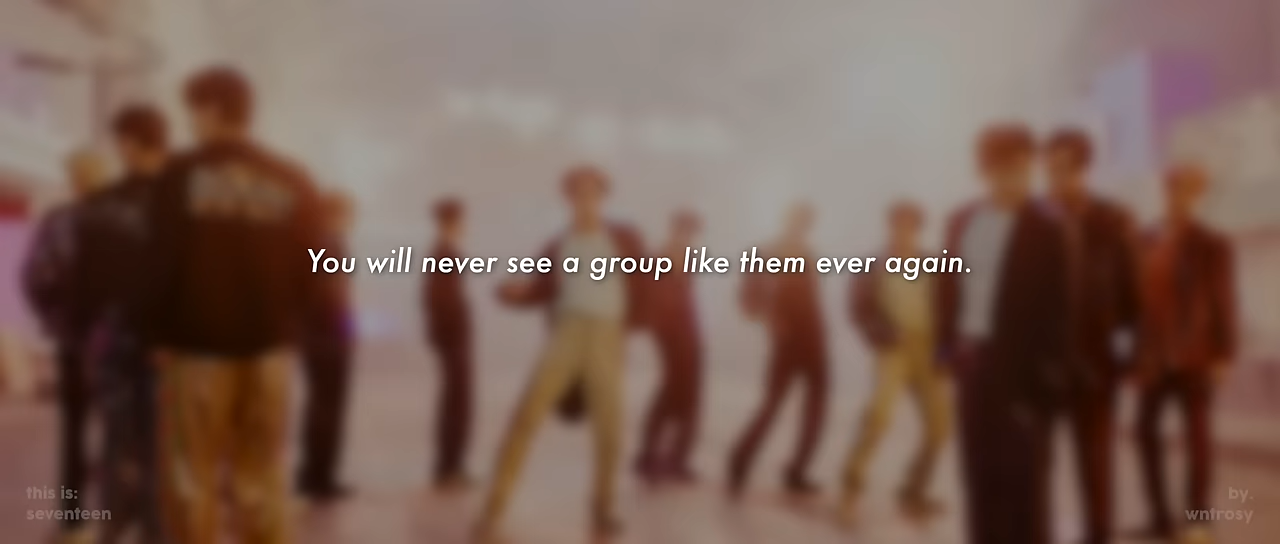 You will never see a group like them ever again.
this is:
seventeen
by.
wntrosy